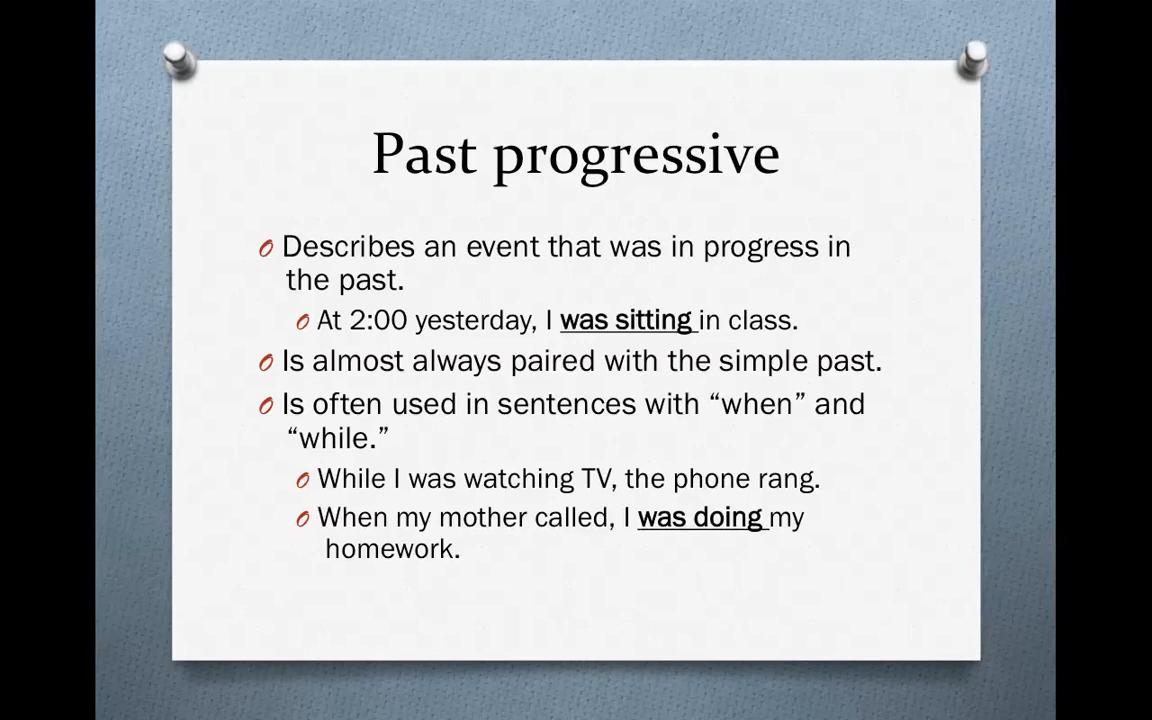 Past progressive
Describes an event that was in progress in
the past.
At 2:00 yesterday, I was sitting in class.
Is almost always paired with the simple past.
Is often used in sentences with “when” and
“while.”
While I was watching TV, the phone rang.
When my mother called, I was doing my
homework.